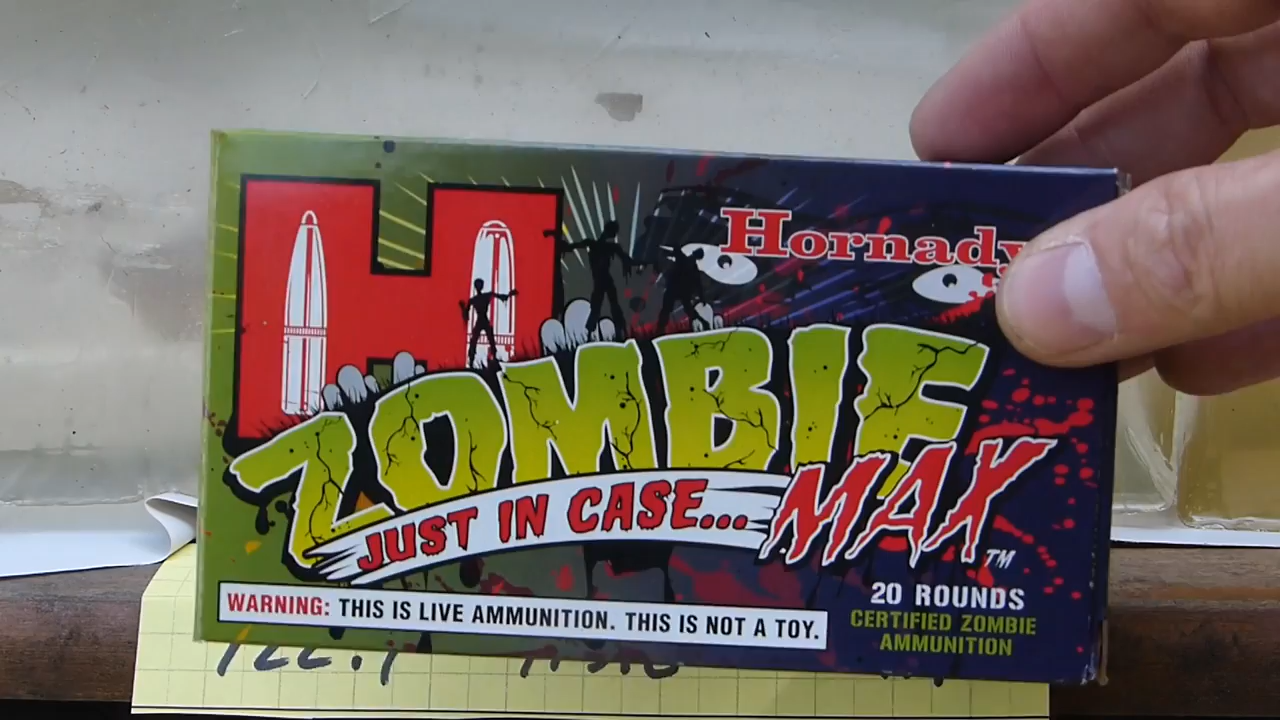 H
Hornady
ZOMBIE
MAX™
JUST IN CASE...
20 ROUNDS
CERTIFIED ZOMBIE
AMMUNITION
WARNING: THIS IS LIVE AMMUNITION. THIS IS NOT A TOY.